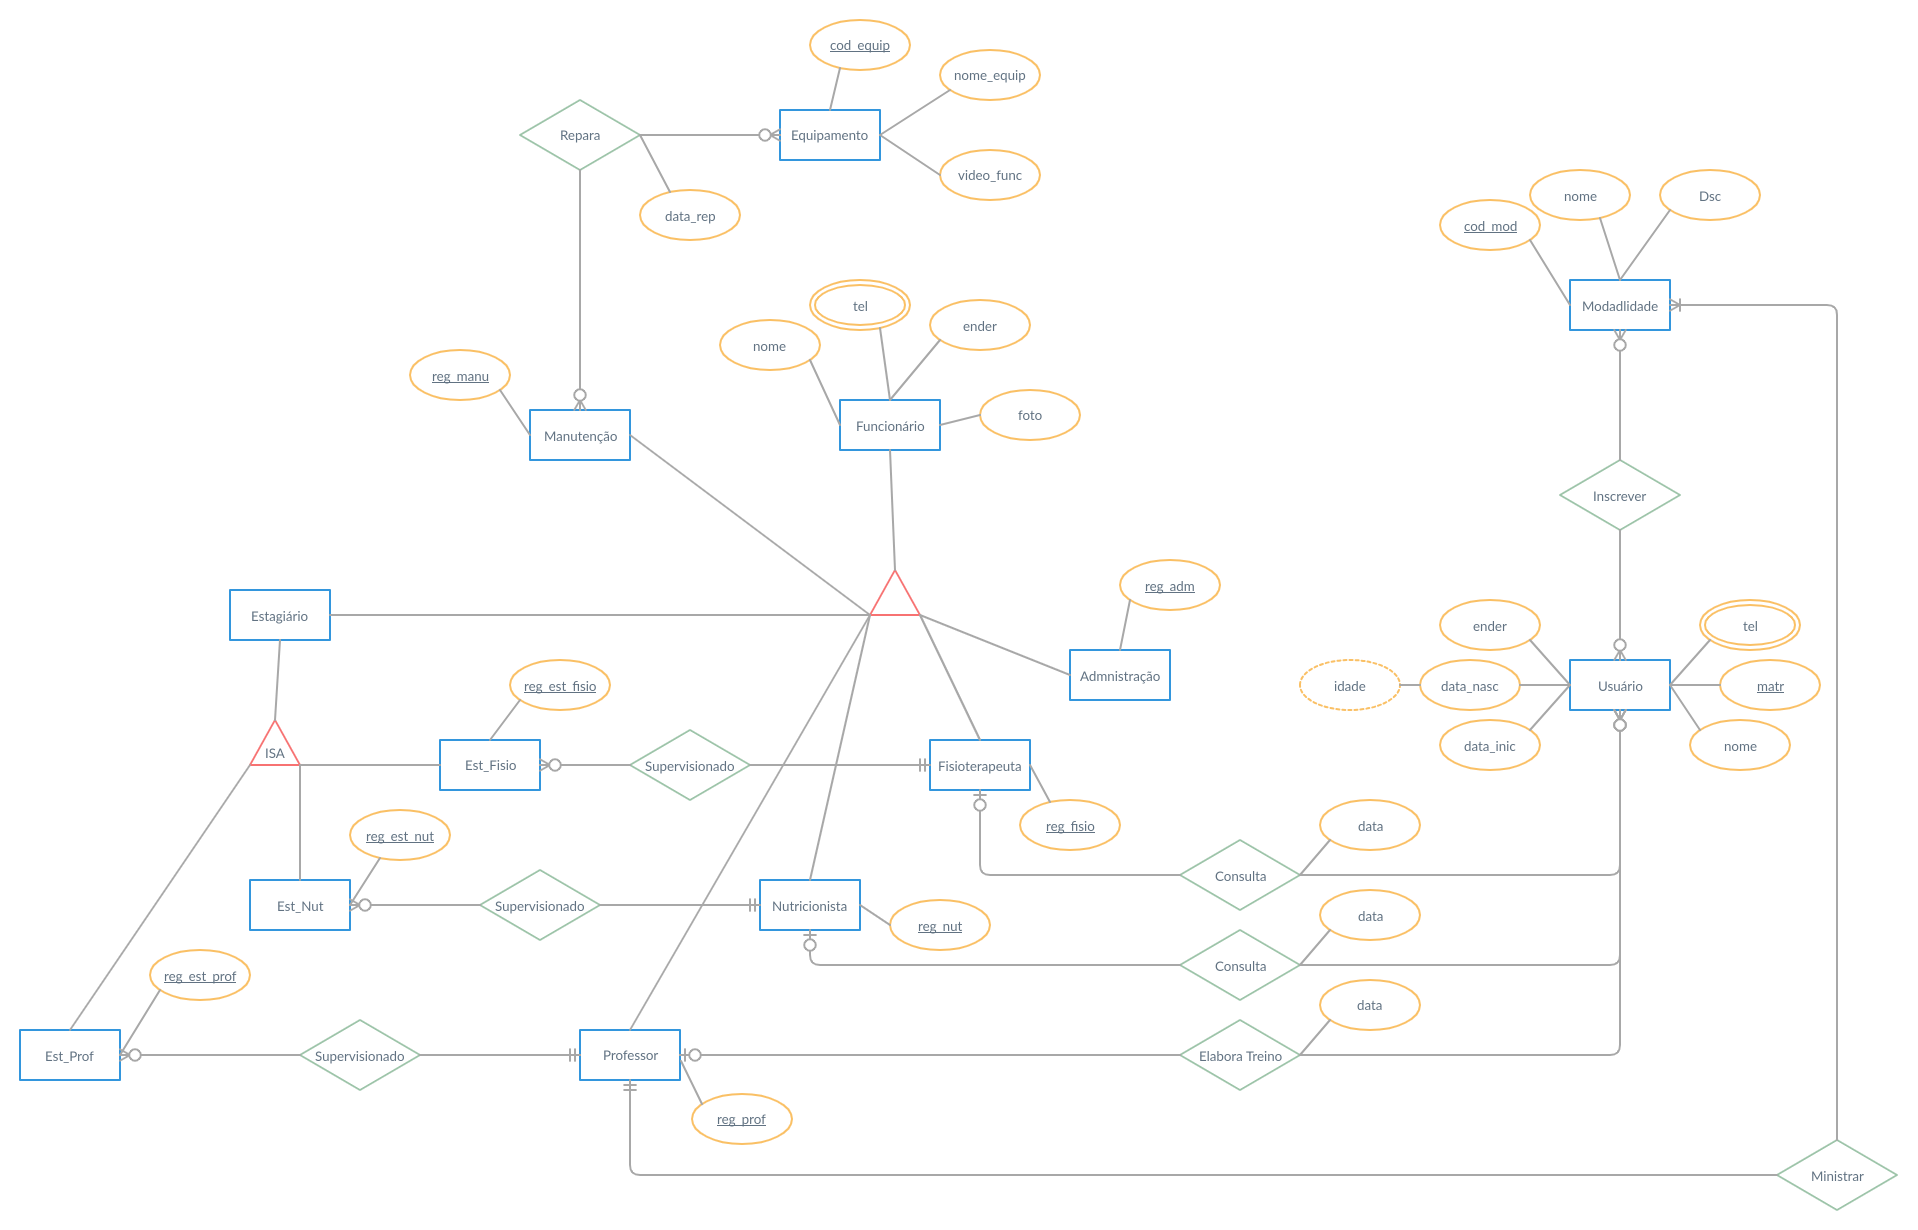 cod_equip
nome_equip
Repara
Equipamento
video_func
data_rep
nome
Dsc
cod_mod
tel
ender
nome
Modadlidade
reg_manu
foto
Manutenção
Funcionário
Inscrever
reg_adm
Estagiário
ender
tel
Admnistração
reg_est_fisio
idade
data_nasc
Usuário
matr
data_inic
nome
ISA
Est_Fisio
Supervisionado
Fisioterapeuta
reg_est_nut
reg_fisio
data
Consulta
Est_Nut
Supervisionado
Nutricionista
reg_nut
data
Consulta
reg_est_prof
data
Est_Prof
Supervisionado
Professor
Elabora Treino
reg_prof
Ministrar